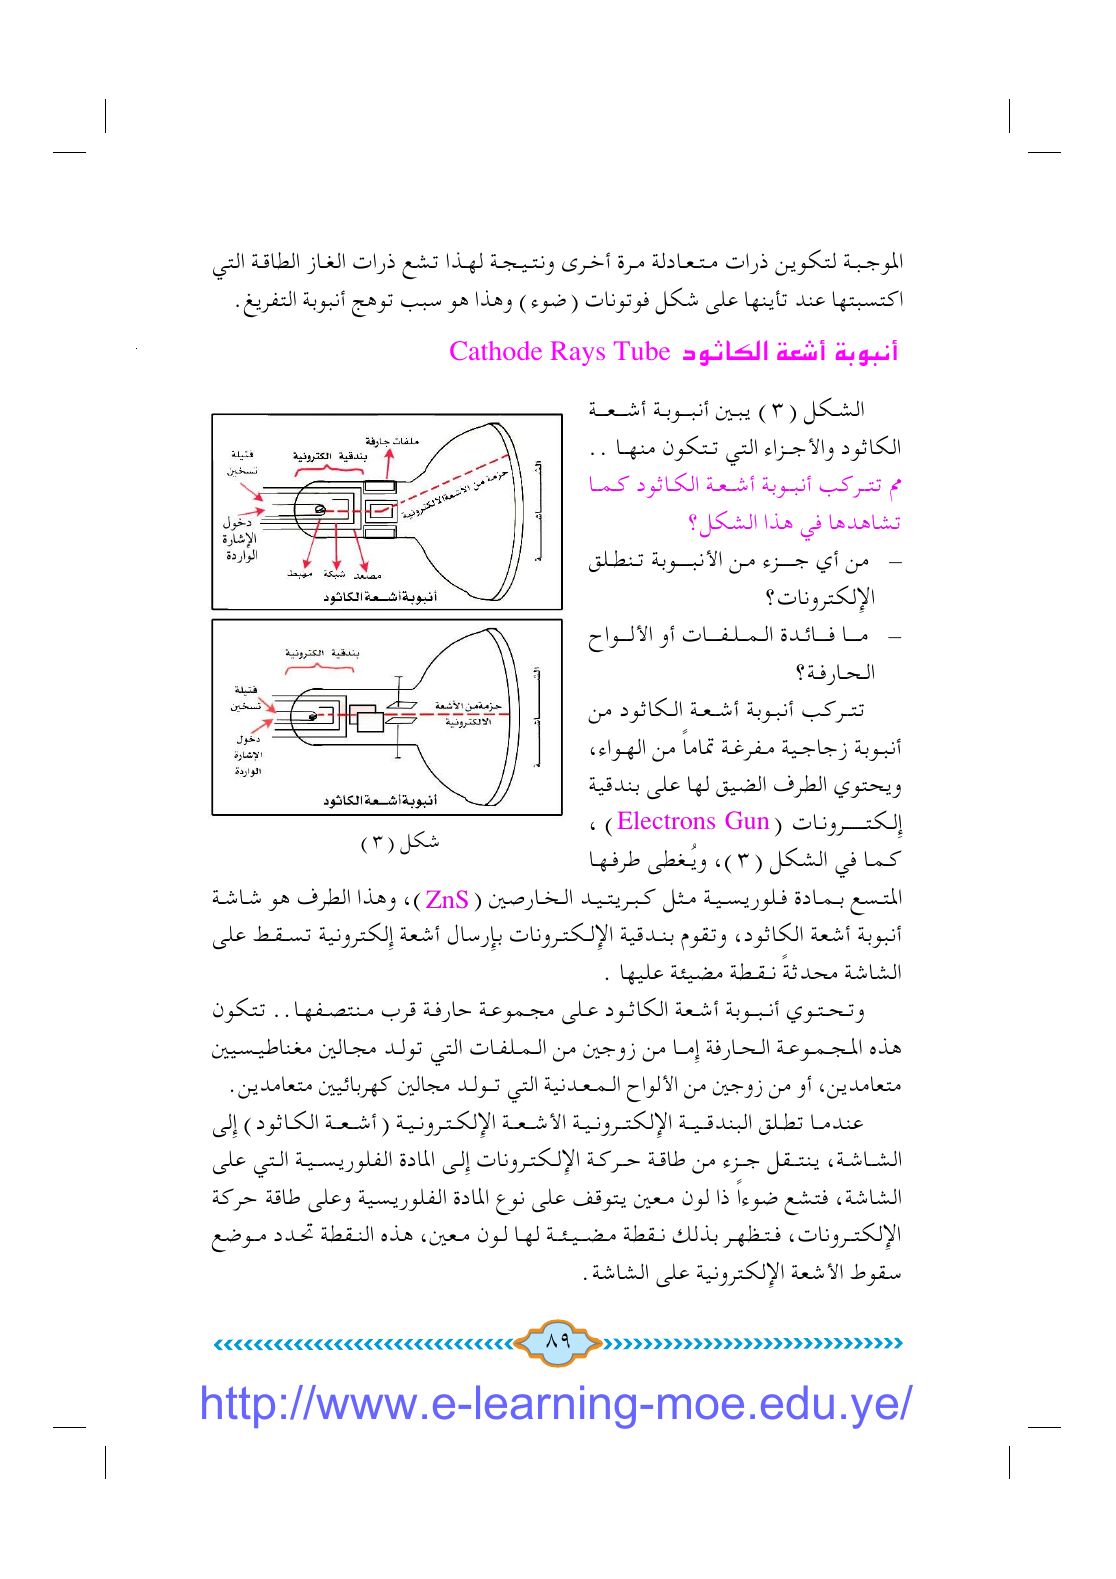 الموجبة لتكوين ذرات متعادلة مرة أخرى ونتيجة لهذا تشع ذرات الغاز الطاقة التي
اكتسبتها عند تأينها على شكل فوتونات ( ضوء ) وهذا هو سبب توهج أنبوبة التفريغ .
أنبوبة أشعة الكاثود Cathode Rays Tube
الشكل ( ٣ ) يبين أنبوبة أشعة
الكاثود والأجزاء التي تتكون منها ..
مم تتركب أنبوبة أشعة الكاثود كما
تشاهدها في هذا الشكل؟
– من أي جزء من الأنبوبة تنطلق
الإلكترونات؟
– ما فائدة الملفات أو الألواح
الحارفة؟
تتركب أنبوبة أشعة الكاثود من
أنبوبة زجاجية مفرغة تماماً من الهواء،
ويحتوي الطرف الضيق لها على بندقية
إلكترونات ( Electrons Gun ) ،
كما في الشكل ( ٣ )، ويُغطى طرفها
ملفات جارفة
بندقية الكترونية
فتيلة
تسخين
حزمة من الأشعة الالكترونية
الشاشة
دخول
الإشارة
الواردة
مهبط شبكة مصعد
أنبوبة أشعة الكاثود
بندقية الكترونية
فتيلة
تسخين
حزمة من الأشعة
الالكترونية
الشاشة
دخول
الإشارة
الواردة
أنبوبة أشعة الكاثود
شكل ( ٣ )
المتسع بمادة فلوريسية مثل كبريتيد الخارصين ( ZnS )، وهذا الطرف هو شاشة
أنبوبة أشعة الكاثود، وتقوم بندقية الإلكترونات بإرسال أشعة إلكترونية تسقط على
الشاشة محدثةً نقطة مضيئة عليها .
وتحتوي أنبوبة أشعة الكاثود على مجموعة حارفة قرب منتصفها.. تتكون
هذه المجموعة الحارفة إما من زوجين من الملفات التي تولد مجالين مغناطيسيين
متعامدين، أو من زوجين من الألواح المعدنية التي تولد مجالين كهربائيين متعامدين.
عندما تطلق البندقية الإلكترونية الأشعة الإلكترونية ( أشعة الكاثود ) إلى
الشاشة، ينتقل جزء من طاقة حركة الإلكترونات إلى المادة الفلوريسية التي على
الشاشة، فتشع ضوءاً ذا لون معين يتوقف على نوع المادة الفلوريسية وعلى طاقة حركة
الإلكترونات، فتظهر بذلك نقطة مضيئة لها لون معين، هذه النقطة تحدد موضع
سقوط الأشعة الإلكترونية على الشاشة.
٨٩
http://www.e-learning-moe.edu.ye/